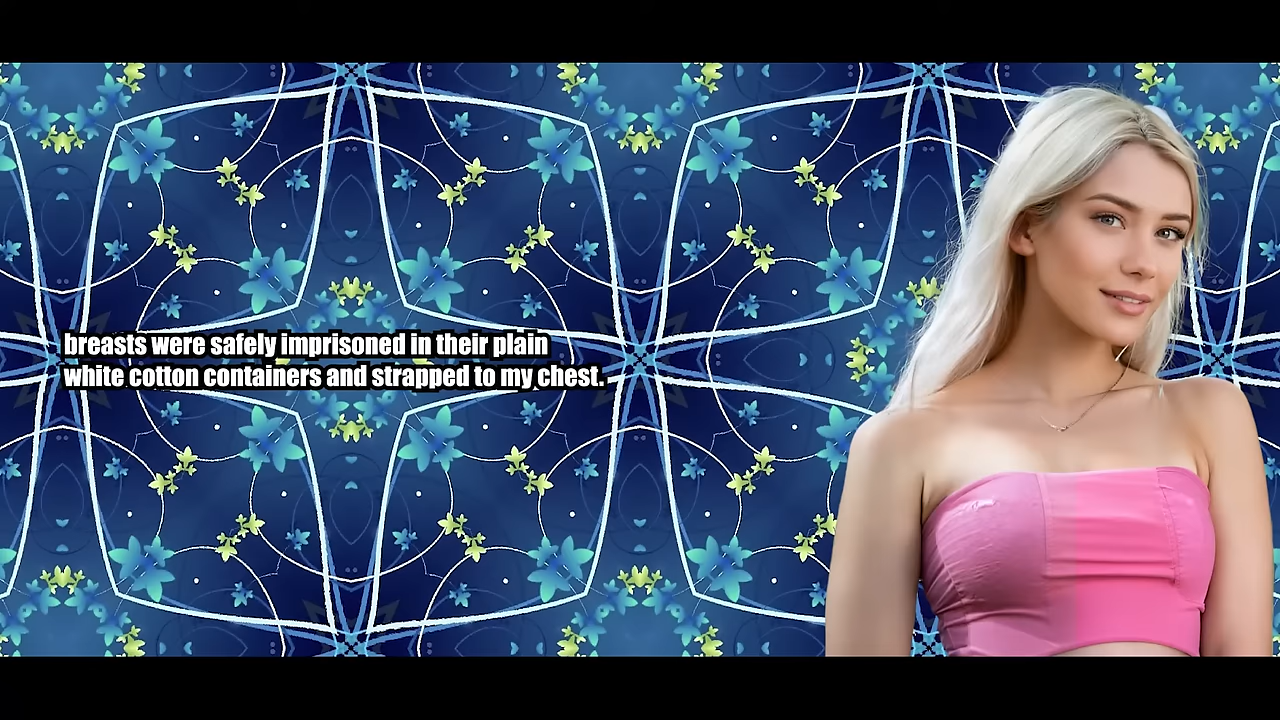 breasts were safely imprisoned in their plain
white cotton containers and strapped to my chest.